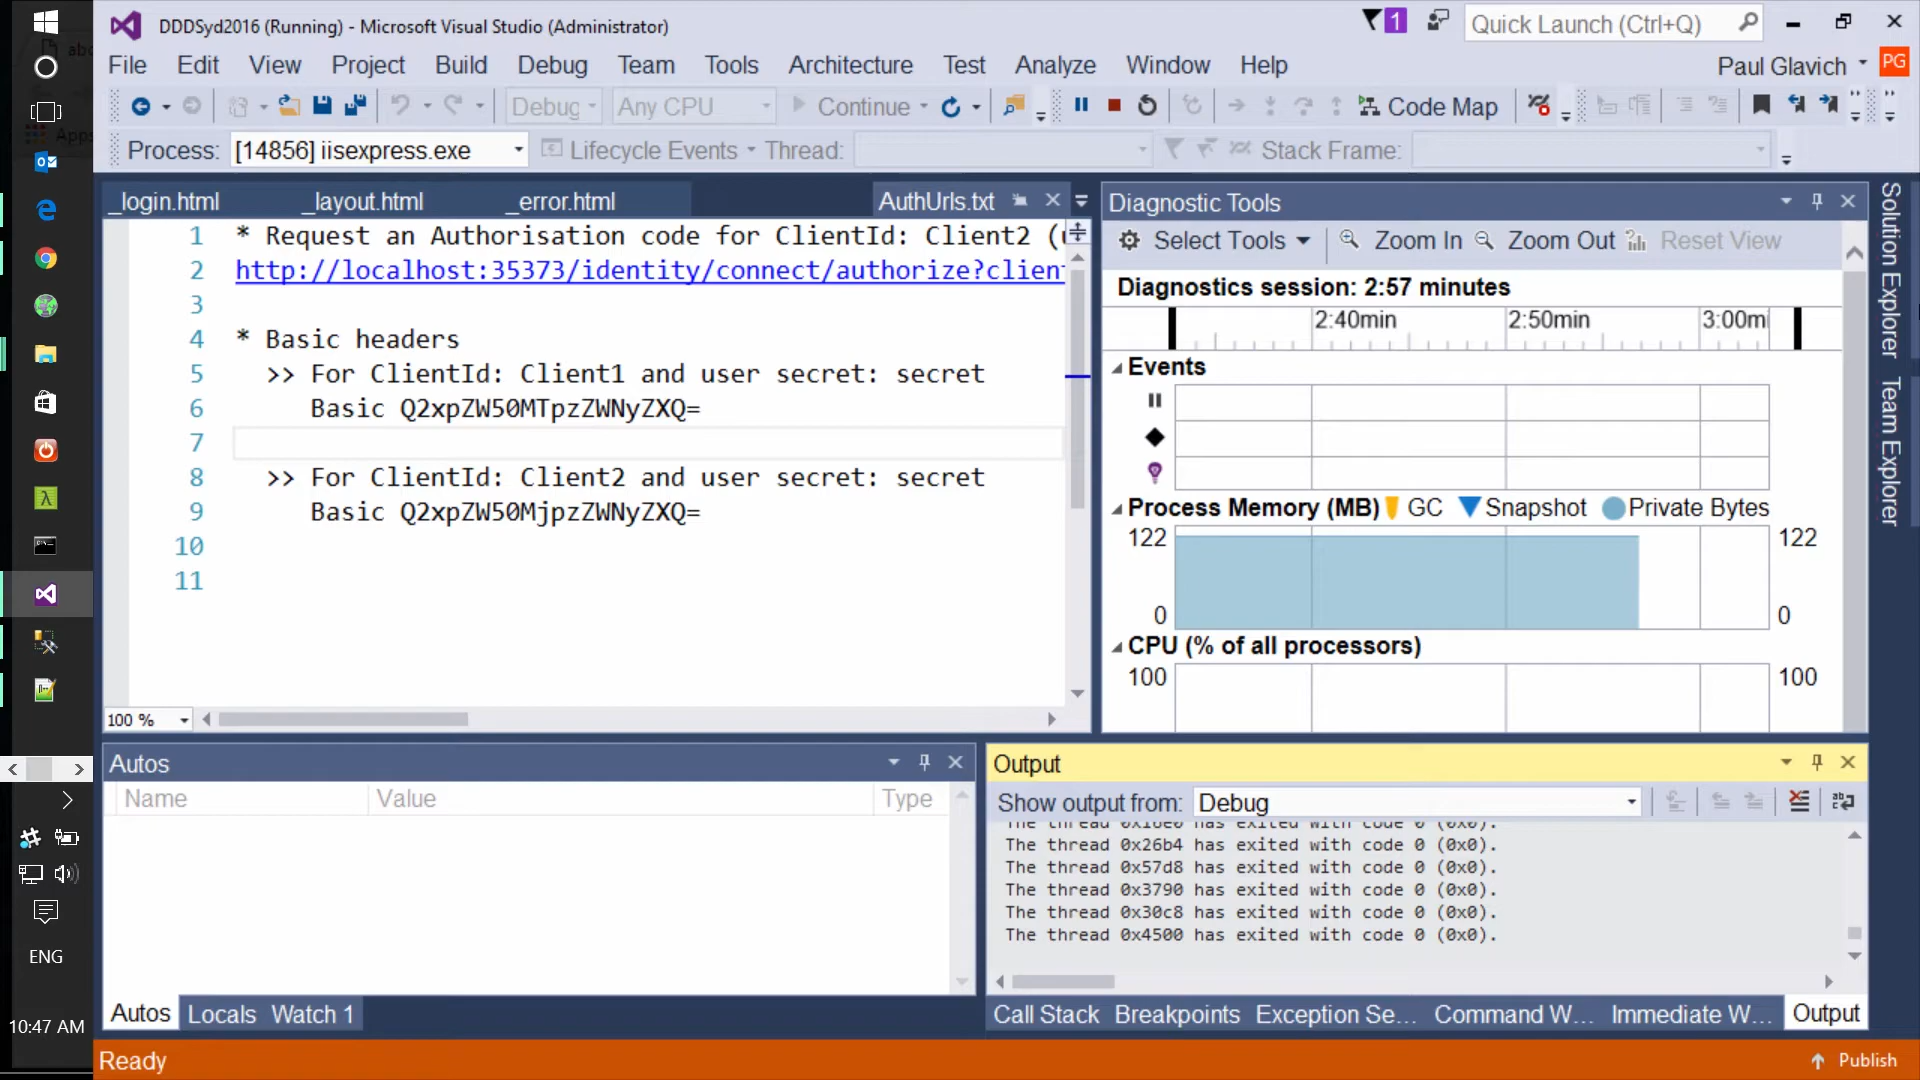 DDDSyd2016 (Running) - Microsoft Visual Studio (Administrator)
1
Quick Launch (Ctrl+Q)
File Edit View Project Build Debug Team Tools Architecture Test Analyze Window Help
Paul Glavich PG
Debug Any CPU Continue Code Map
Apps
Process: [14856] iisexpress.exe Lifecycle Events Thread: Stack Frame:
_login.html _layout.html _error.html AuthUrls.txt
1 * Request an Authorisation code for ClientId: Client2 (
2 http://localhost:35373/identity/connect/authorize?clien
3
4 * Basic headers
5 >> For ClientId: Client1 and user secret: secret
6 Basic Q2xpZW50MTpzZWNyZXQ=
7
8 >> For ClientId: Client2 and user secret: secret
9 Basic Q2xpZW50MjpzZWNyZXQ=
10
11
100 %
Diagnostic Tools
Select Tools Zoom In Zoom Out Reset View
Diagnostics session: 2:57 minutes
2:40min 2:50min 3:00mi
Events
Process Memory (MB) GC Snapshot Private Bytes
122 122
0 0
CPU (% of all processors)
100 100
Solution Explorer
Team Explorer
Autos
Name Value Type
Autos Locals Watch 1
Output
Show output from: Debug
The thread 0x16e0 has exited with code 0 (0x0).
The thread 0x26b4 has exited with code 0 (0x0).
The thread 0x57d8 has exited with code 0 (0x0).
The thread 0x3790 has exited with code 0 (0x0).
The thread 0x30c8 has exited with code 0 (0x0).
The thread 0x4500 has exited with code 0 (0x0).
Call Stack Breakpoints Exception Se... Command W... Immediate W... Output
ENG
10:47 AM
Ready
Publish